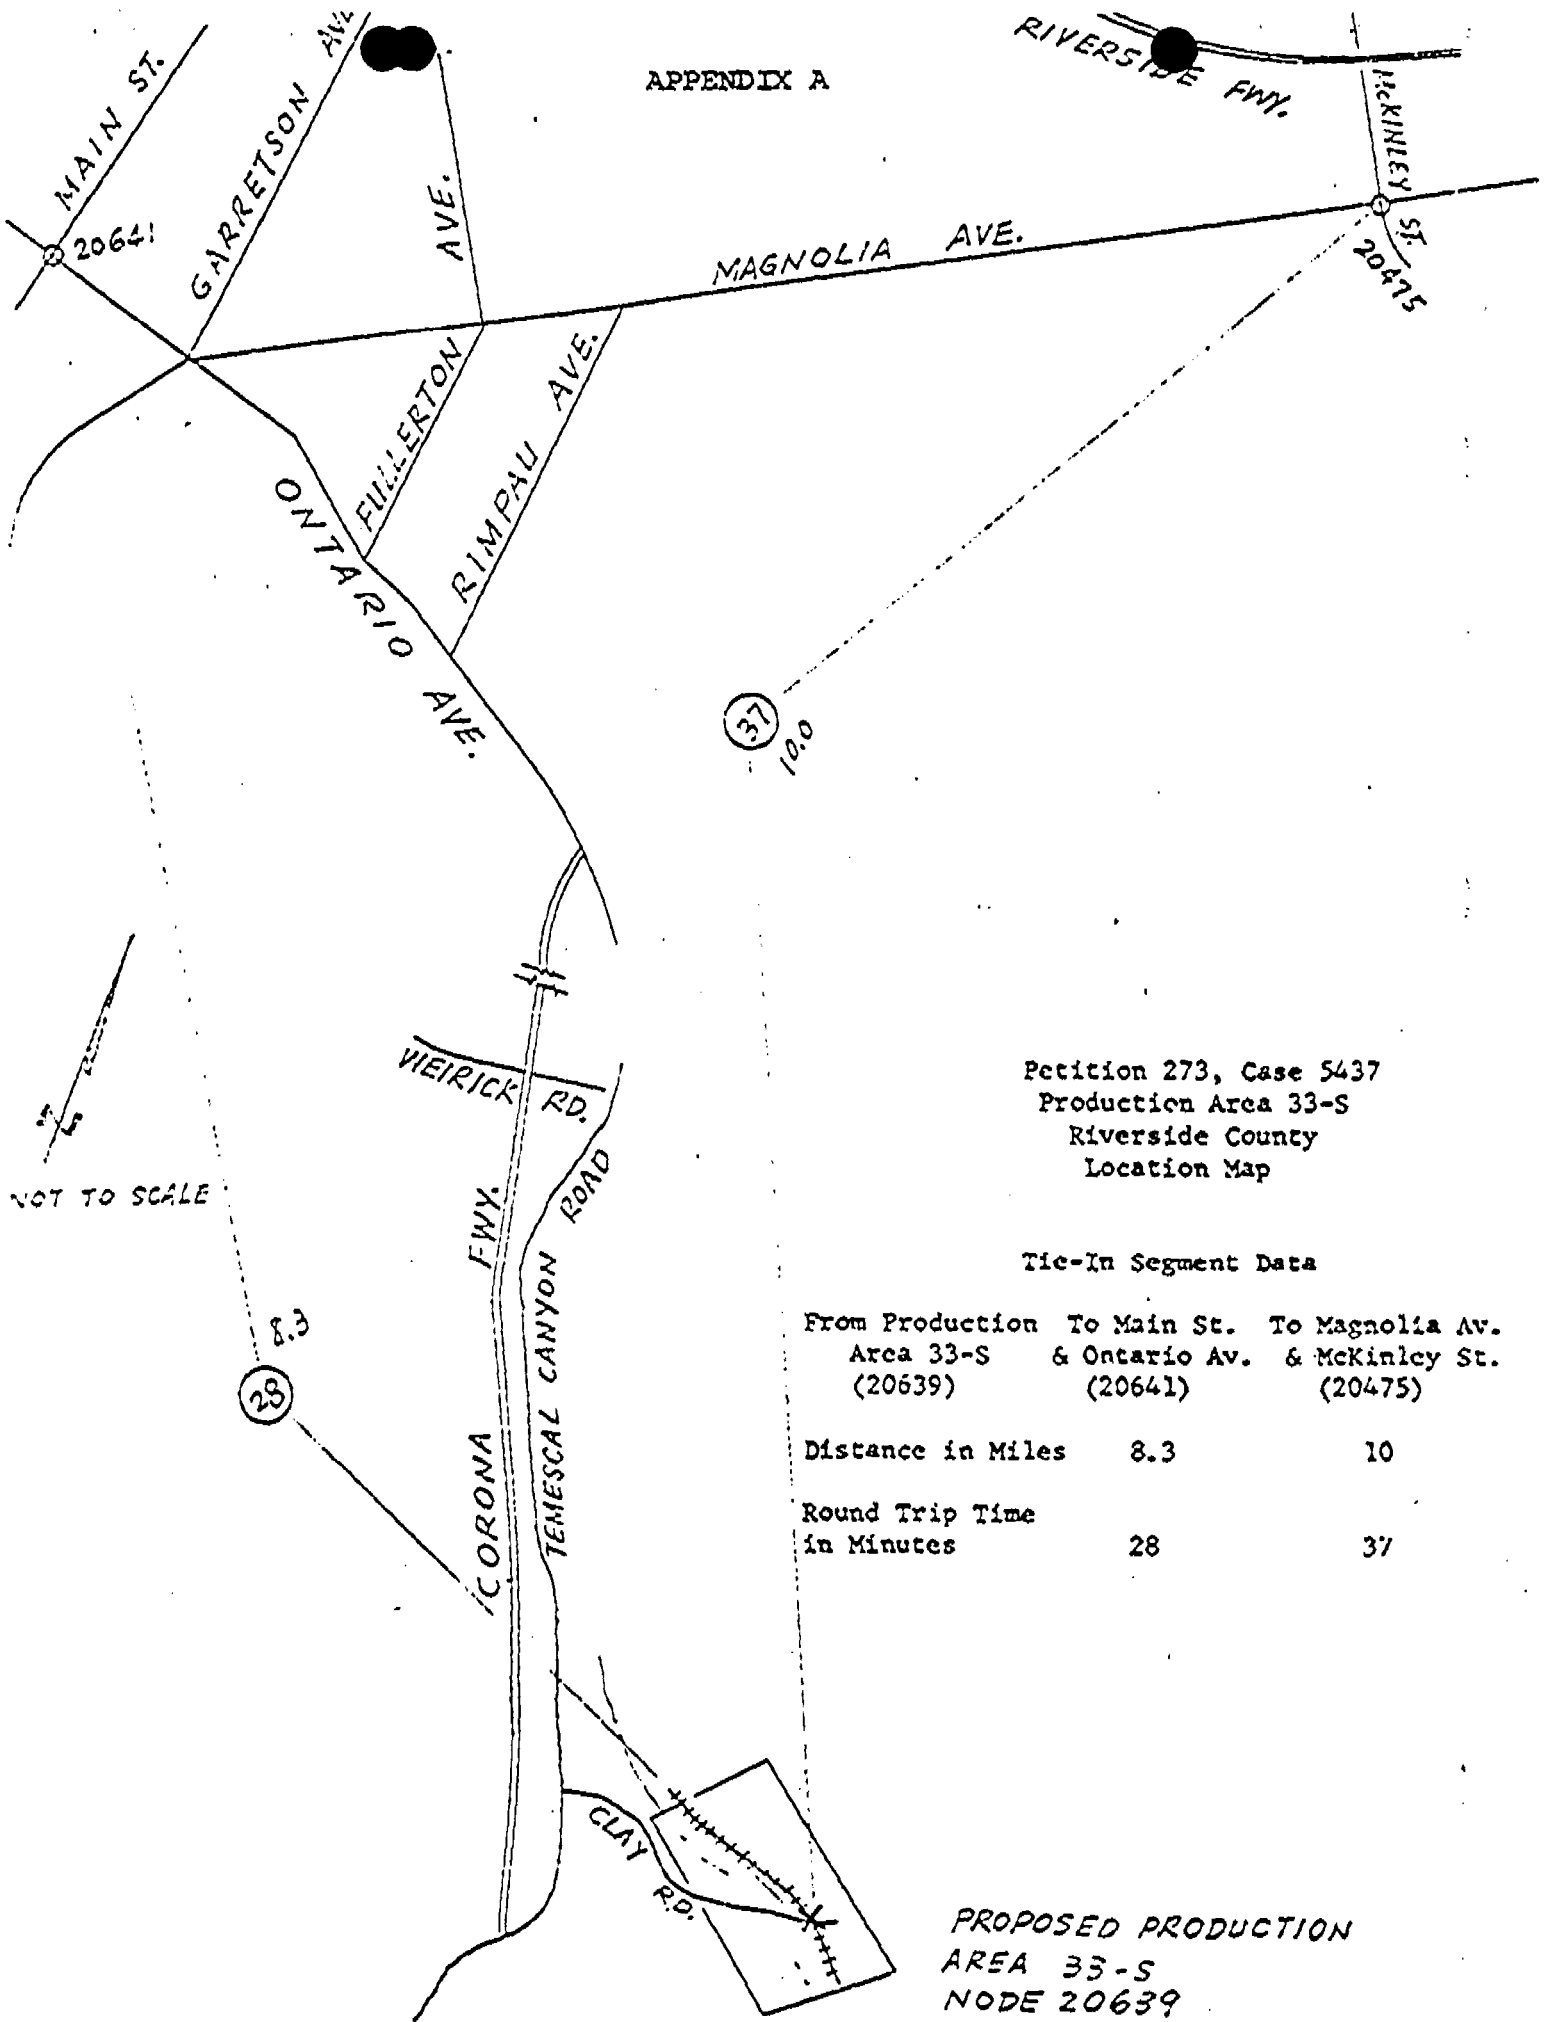 APPENDIX A
RIVERSIDE FWY.
MAIN ST.
GARRETSON AVE
AVE.
McKINLEY ST.
20641
MAGNOLIA AVE.
20475
FULLERTON
RIMPAU AVE.
ONTARIO AVE.
37
10.0
WEIRICK RD.
N
NOT TO SCALE
Petition 273, Case 5437
Production Area 33-S
Riverside County
Location Map
Tie-In Segment Data
From Production To Main St. To Magnolia Av.
Area 33-S & Ontario Av. & McKinley St.
(20639) (20641) (20475)
Distance in Miles 8.3 10
Round Trip Time
in Minutes 28 37
8.3
28
CORONA FWY.
TEMESCAL CANYON ROAD
CLAY RD.
PROPOSED PRODUCTION
AREA 33-S
NODE 20639